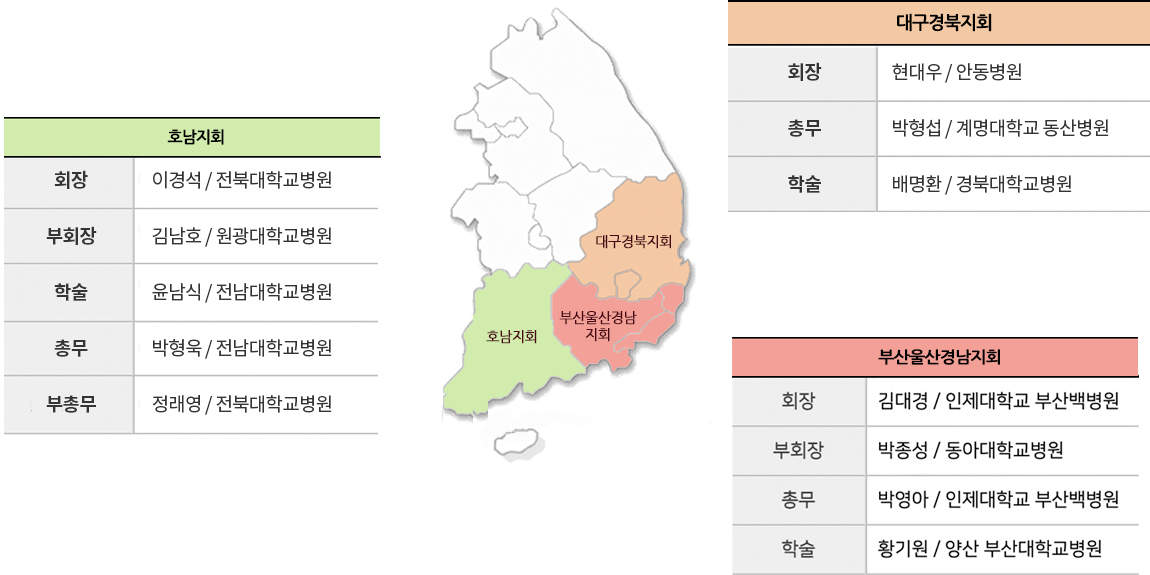 호남지회
회장 이경석 / 전북대학교병원
부회장 김남호 / 원광대학교병원
학술 윤남식 / 전남대학교병원
총무 박형욱 / 전남대학교병원
부총무 정래영 / 전북대학교병원
대구경북지회
호남지회
부산울산경남
지회
대구경북지회
회장 현대우 / 안동병원
총무 박형섭 / 계명대학교 동산병원
학술 배명환 / 경북대학교병원
부산울산경남지회
회장 김대경 / 인제대학교 부산백병원
부회장 박종성 / 동아대학교병원
총무 박영아 / 인제대학교 부산백병원
학술 황기원 / 양산 부산대학교병원